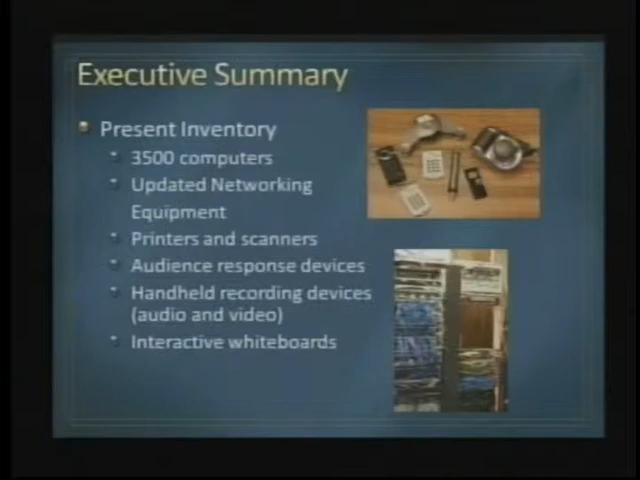 Executive Summary
Present Inventory
3500 computers
Updated Networking
Equipment
Printers and scanners
Audience response devices
Handheld recording devices
(audio and video)
Interactive whiteboards